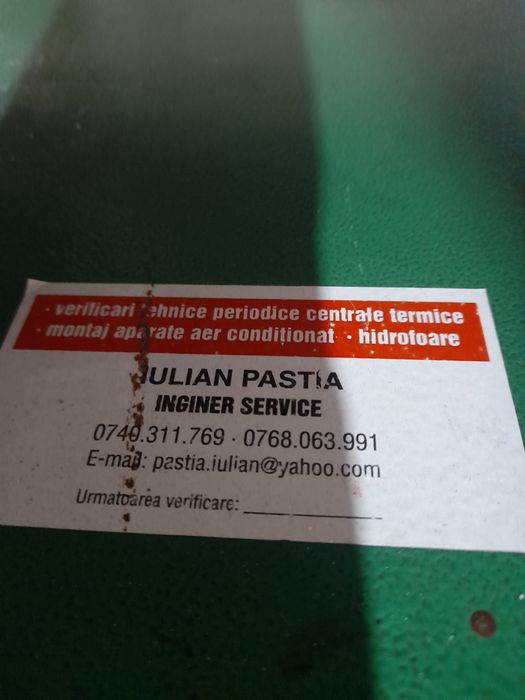 · verificari tehnice periodice centrale termice
· montaj aparate aer condiționat · hidrofoare
IULIAN PASTIA
INGINER SERVICE
0740.311.769 · 0768.063.991
E-mail: pastia.iulian@yahoo.com
Urmatoarea verificare: ______________